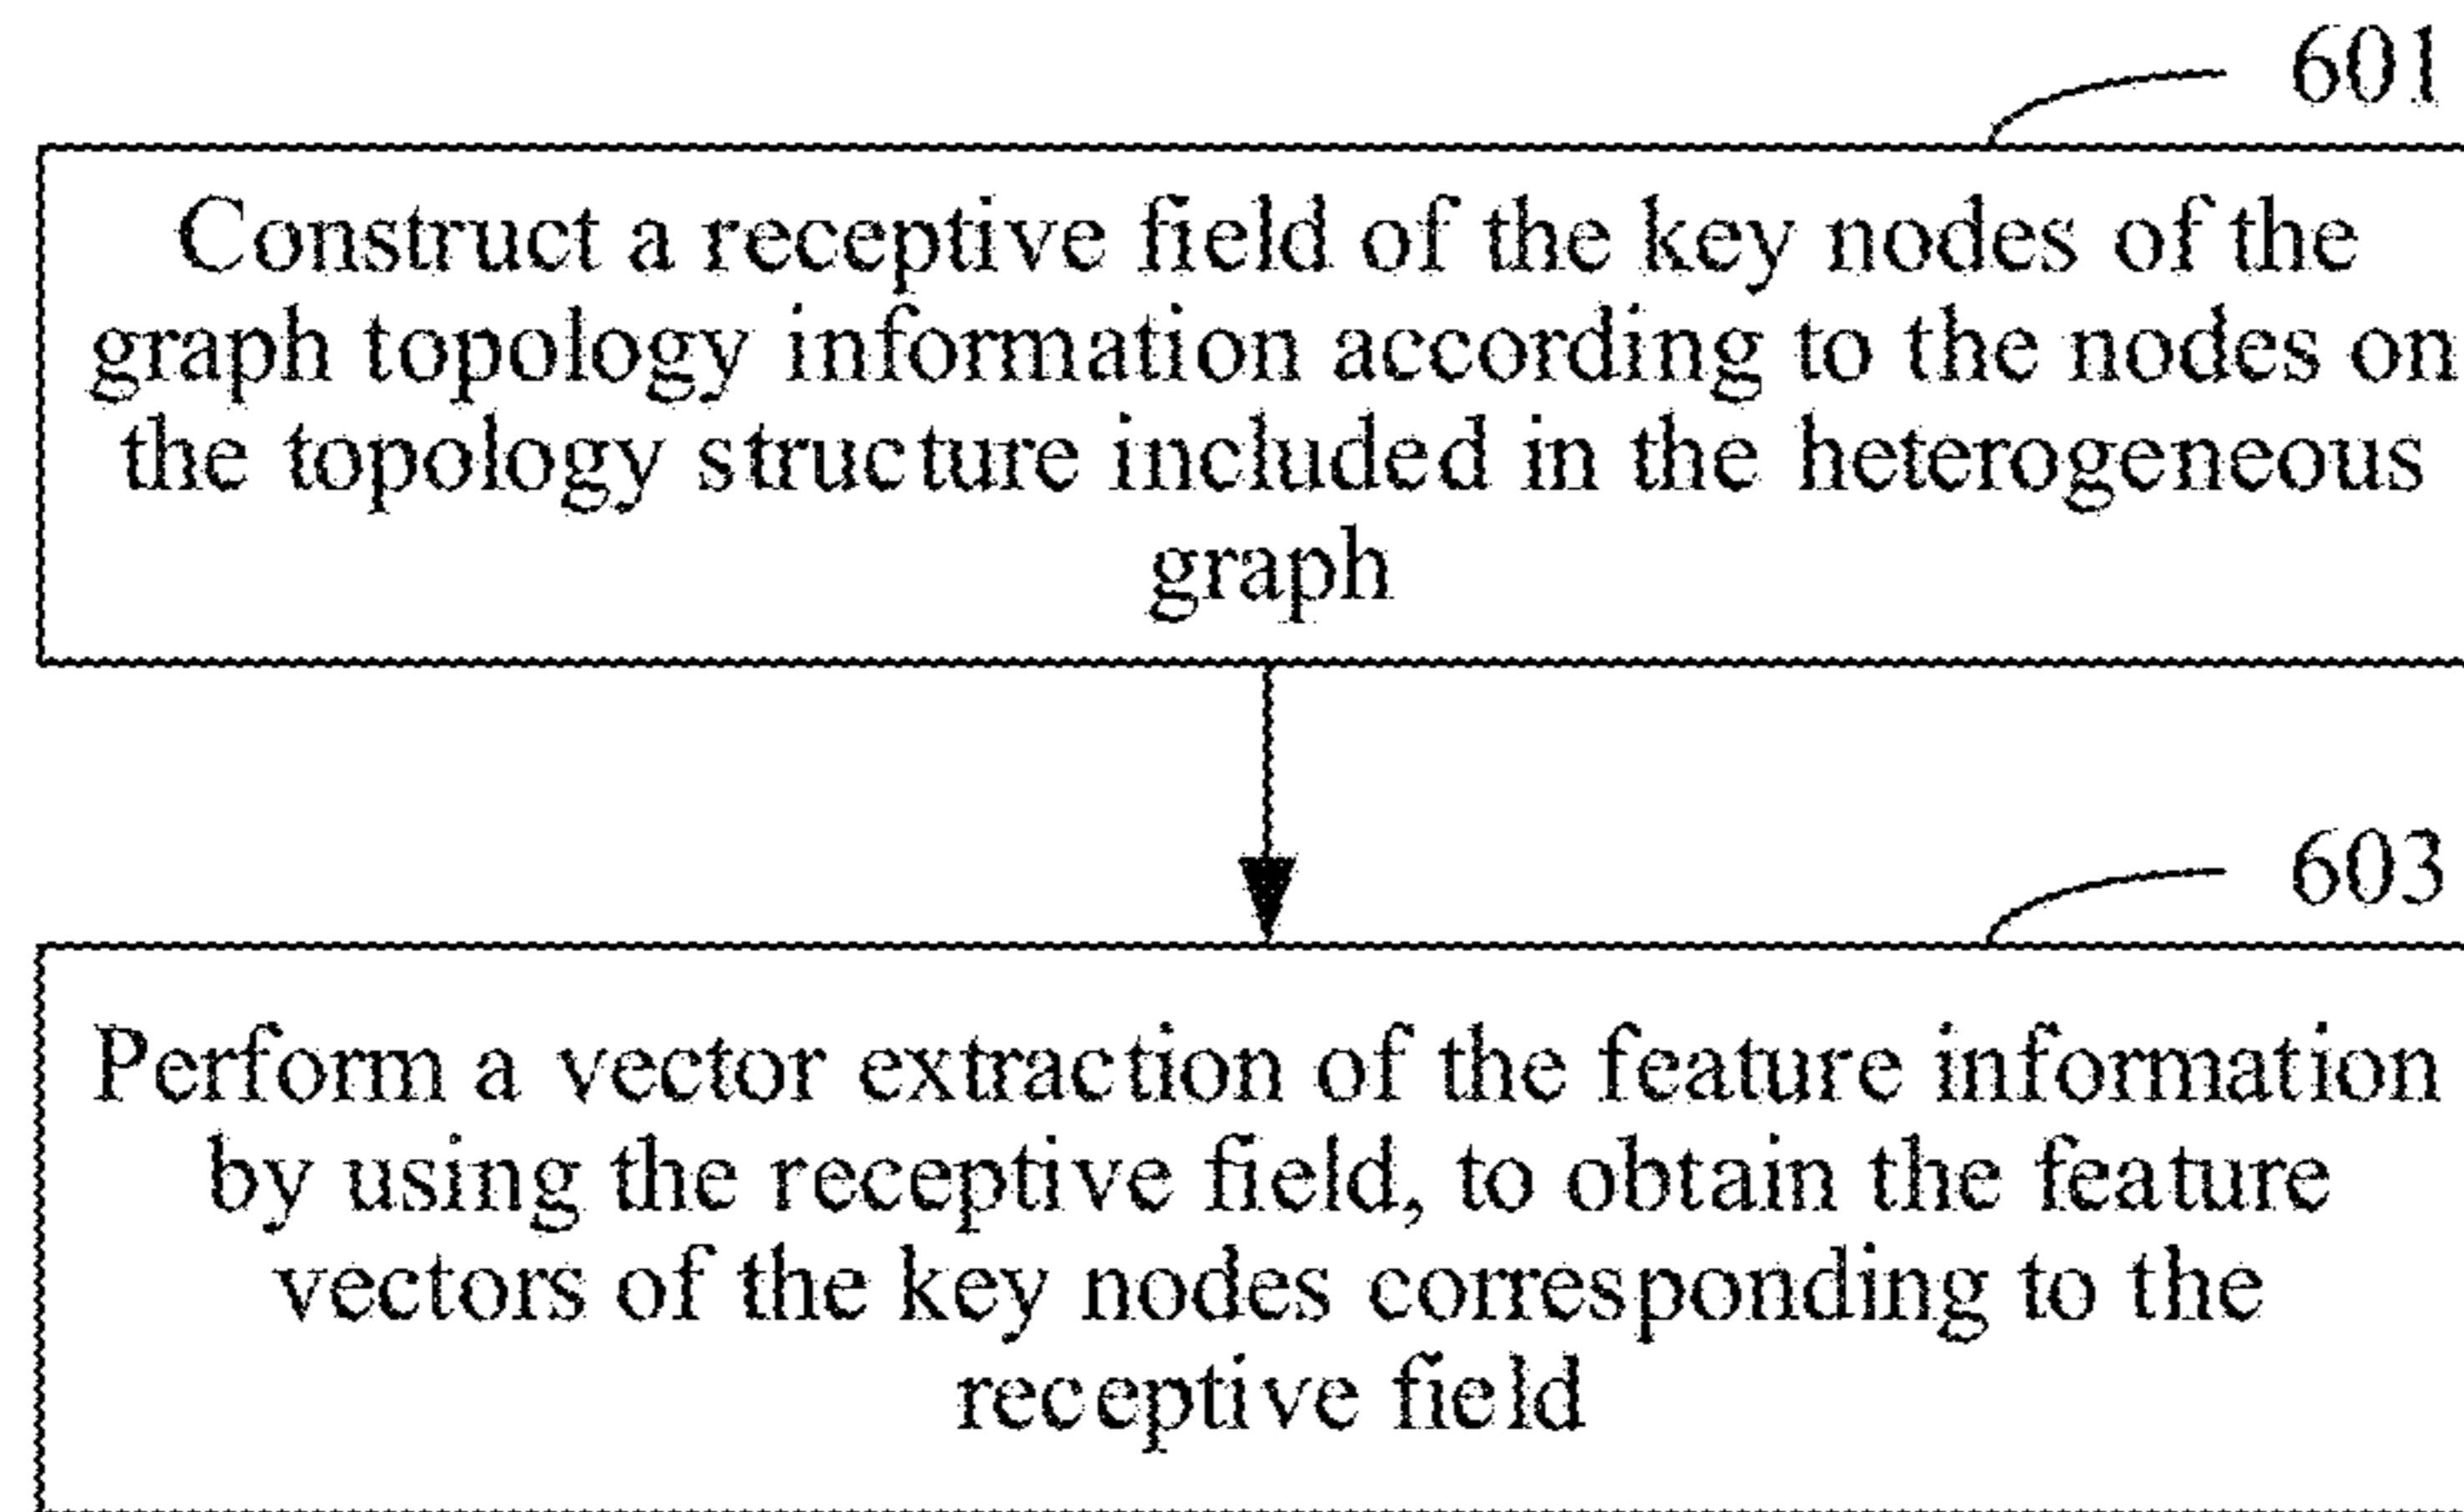 601
Construct a receptive field of the key nodes of the
graph topology information according to the nodes on
the topology structure included in the heterogeneous
graph
603
Perform a vector extraction of the feature information
by using the receptive field, to obtain the feature
vectors of the key nodes corresponding to the
receptive field